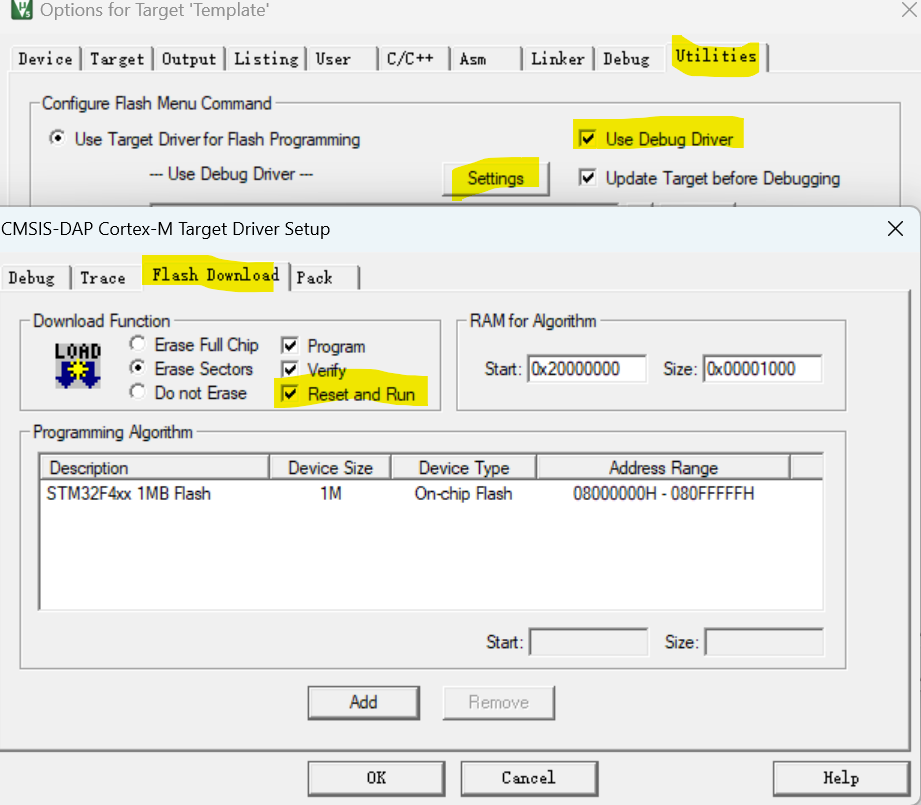 Options for Target 'Template'
Device Target Output Listing User C/C++ Asm Linker Debug Utilities
Configure Flash Menu Command
Use Target Driver for Flash Programming
Use Debug Driver
--- Use Debug Driver ---
Settings
Update Target before Debugging
CMSIS-DAP Cortex-M Target Driver Setup
Debug Trace Flash Download Pack
Download Function
LOAD
Erase Full Chip
Erase Sectors
Do not Erase
Program
Verify
Reset and Run
RAM for Algorithm
Start: 0x20000000 Size: 0x00001000
Programming Algorithm
Description Device Size Device Type Address Range
STM32F4xx 1MB Flash 1M On-chip Flash 08000000H - 080FFFFFH
Start: Size:
Add Remove
OK Cancel Help